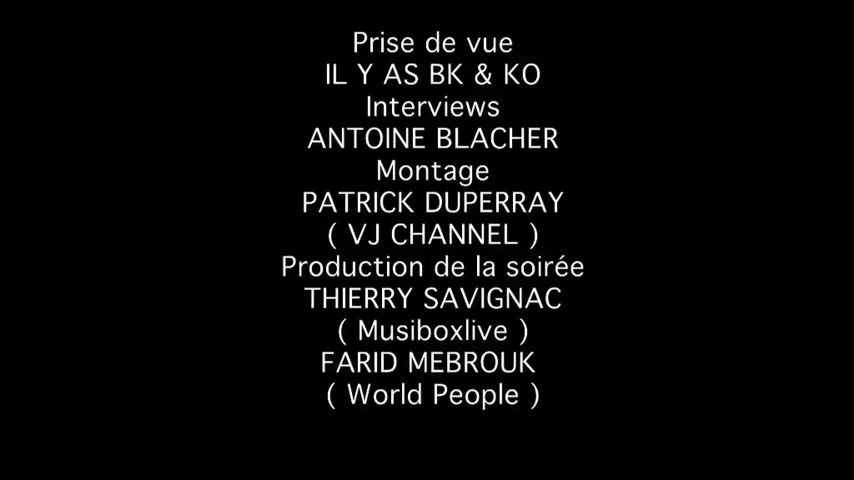 Prise de vue
IL Y AS BK & KO
Interviews
ANTOINE BLACHER
Montage
PATRICK DUPERRAY
( VJ CHANNEL )
Production de la soirée
THIERRY SAVIGNAC
( Musiboxlive )
FARID MEBROUK
( World People )